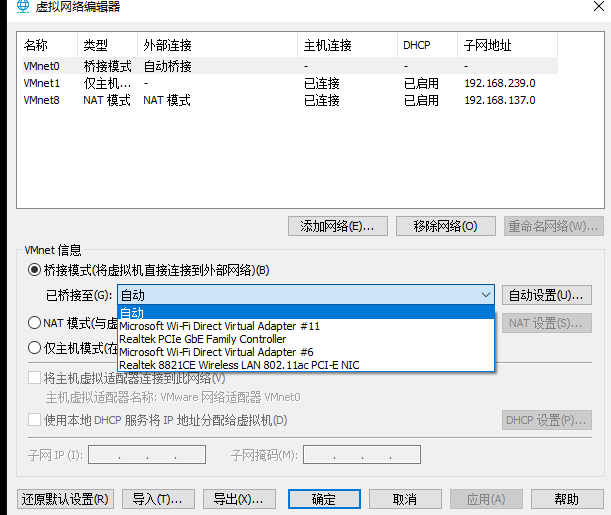 虚拟网络编辑器
名称 类型 外部连接 主机连接 DHCP 子网地址
VMnet0 桥接模式 自动桥接 - - -
VMnet1 仅主机... - 已连接 已启用 192.168.239.0
VMnet8 NAT 模式 NAT 模式 已连接 已启用 192.168.137.0
添加网络(E)... 移除网络(O) 重命名网络(W)...
VMnet 信息
桥接模式(将虚拟机直接连接到外部网络)(B)
已桥接至(G): 自动 自动设置(U)...
自动
NAT 模式(与虚 NAT 设置(S)...
Microsoft Wi-Fi Direct Virtual Adapter #11
Realtek PCIe GbE Family Controller
仅主机模式(在
Microsoft Wi-Fi Direct Virtual Adapter #6
Realtek 8821CE Wireless LAN 802.11ac PCI-E NIC
将主机虚拟适配器连接到此网络(V)
主机虚拟适配器名称: VMware 网络适配器 VMnet0
使用本地 DHCP 服务将 IP 地址分配给虚拟机(D) DHCP 设置(P)...
子网 IP (I): . . . 子网掩码(M): . . .
还原默认设置(R) 导入(T)... 导出(X)... 确定 取消 应用(A) 帮助